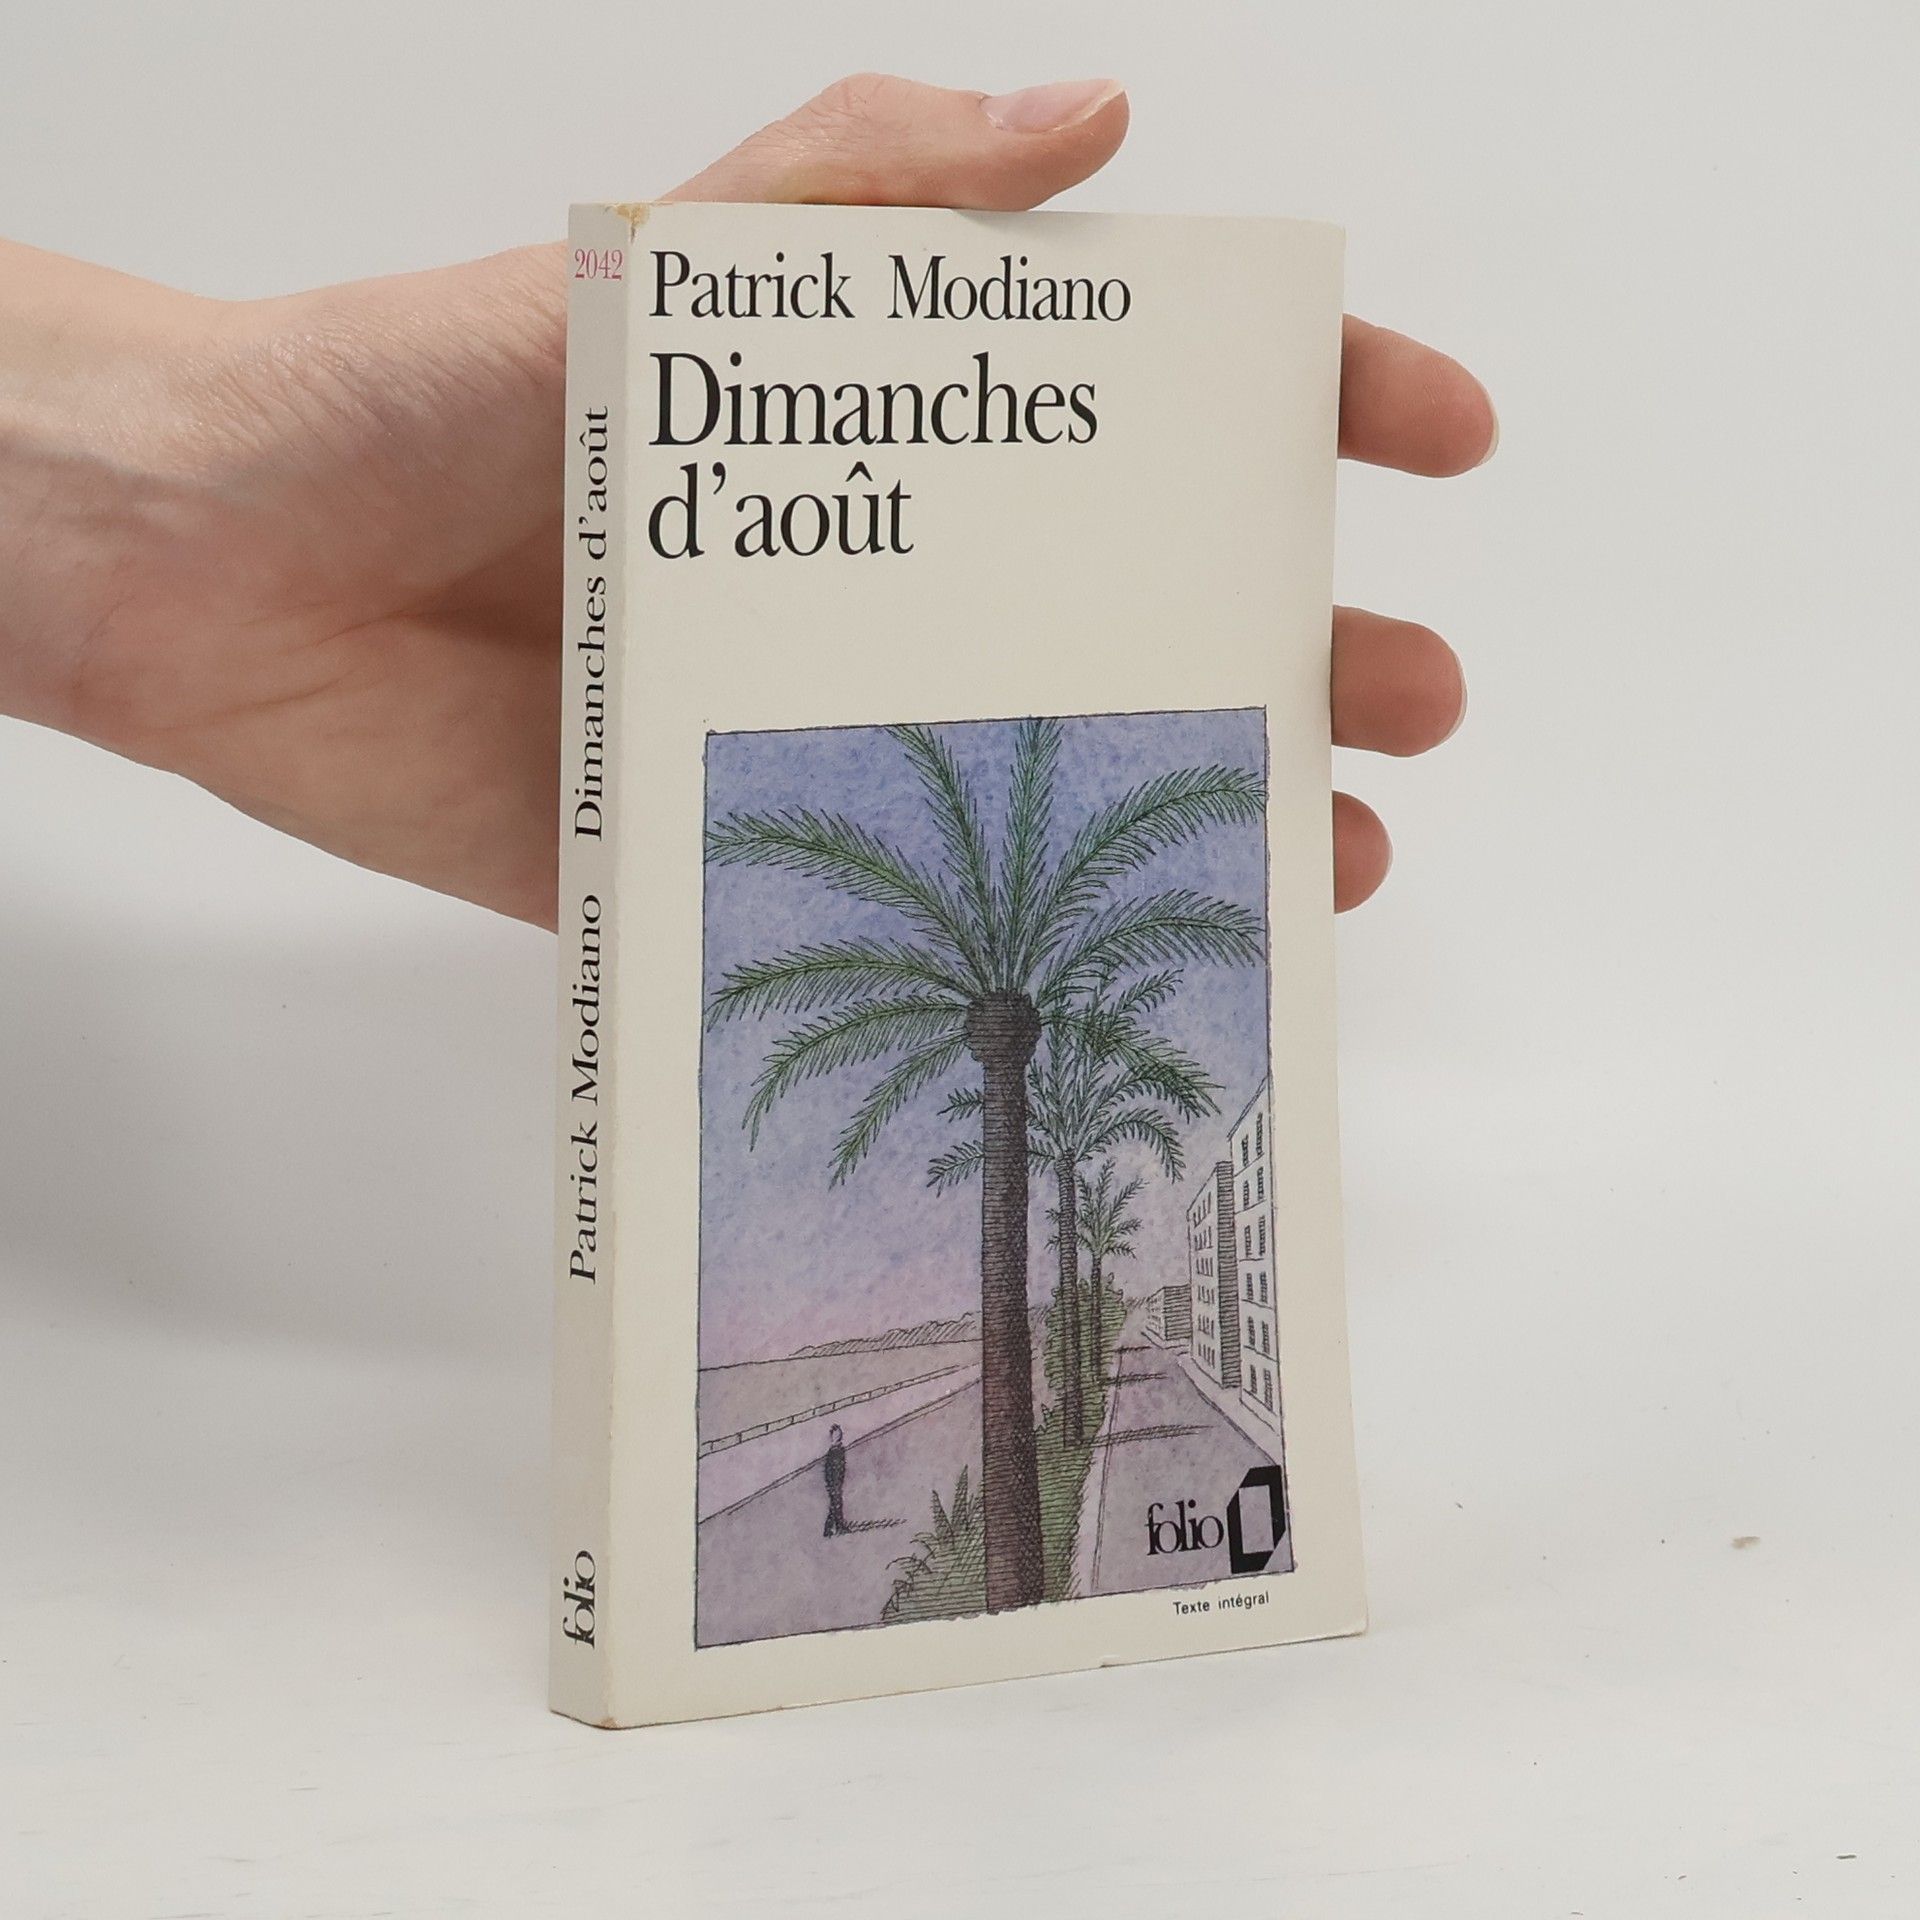 2042
Patrick Modiano Dimanches d'août
folio
Patrick Modiano
Dimanches
d'août
folio
Texte intégral